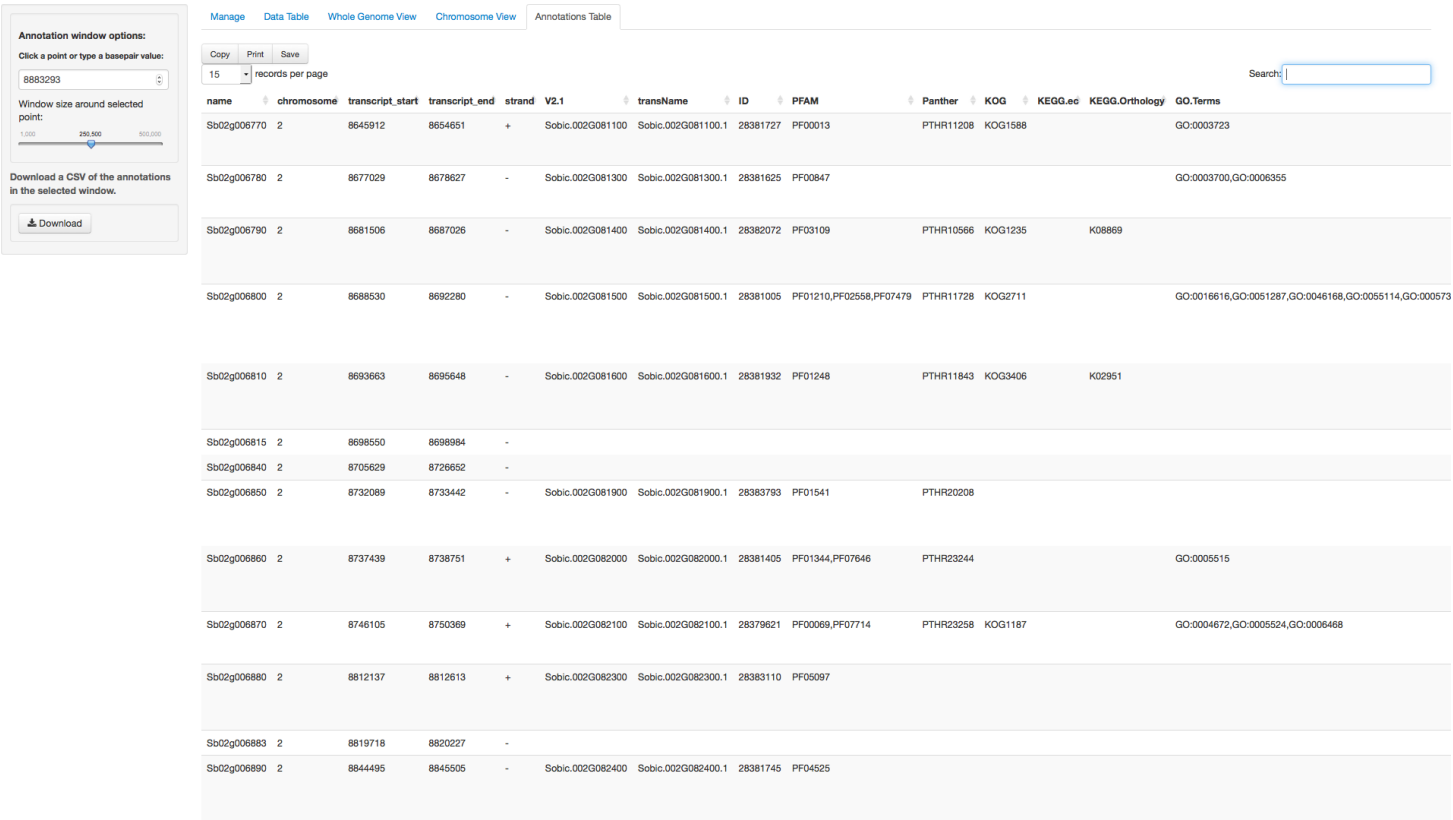 Manage Data Table Whole Genome View Chromosome View Annotations Table
Annotation window options:
Click a point or type a basepair value:
8883293
Window size around selected
point:
1,000 250,500 500,000
Download a CSV of the annotations
in the selected window.
Download
Copy Print Save
15 records per page
Search:
name chromosome transcript_start transcript_end strand V2.1 transName ID PFAM Panther KOG KEGG.ec KEGG.Orthology GO.Terms
Sb02g006770 2 8645912 8654651 + Sobic.002G081100 Sobic.002G081100.1 28381727 PF00013 PTHR11208 KOG1588 GO:0003723
Sb02g006780 2 8677029 8678627 - Sobic.002G081300 Sobic.002G081300.1 28381625 PF00847 GO:0003700,GO:0006355
Sb02g006790 2 8681506 8687026 - Sobic.002G081400 Sobic.002G081400.1 28382072 PF03109 PTHR10566 KOG1235 K08869
Sb02g006800 2 8688530 8692280 - Sobic.002G081500 Sobic.002G081500.1 28381005 PF01210,PF02558,PF07479 PTHR11728 KOG2711 GO:0016616,GO:0051287,GO:0046168,GO:0055114,GO:000573
Sb02g006810 2 8693663 8695648 - Sobic.002G081600 Sobic.002G081600.1 28381932 PF01248 PTHR11843 KOG3406 K02951
Sb02g006815 2 8698550 8698984 -
Sb02g006840 2 8705629 8726652 -
Sb02g006850 2 8732089 8733442 - Sobic.002G081900 Sobic.002G081900.1 28383793 PF01541 PTHR20208
Sb02g006860 2 8737439 8738751 + Sobic.002G082000 Sobic.002G082000.1 28381405 PF01344,PF07646 PTHR23244 GO:0005515
Sb02g006870 2 8746105 8750369 + Sobic.002G082100 Sobic.002G082100.1 28379621 PF00069,PF07714 PTHR23258 KOG1187 GO:0004672,GO:0005524,GO:0006468
Sb02g006880 2 8812137 8812613 + Sobic.002G082300 Sobic.002G082300.1 28383110 PF05097
Sb02g006883 2 8819718 8820227 -
Sb02g006890 2 8844495 8845505 - Sobic.002G082400 Sobic.002G082400.1 28381745 PF04525